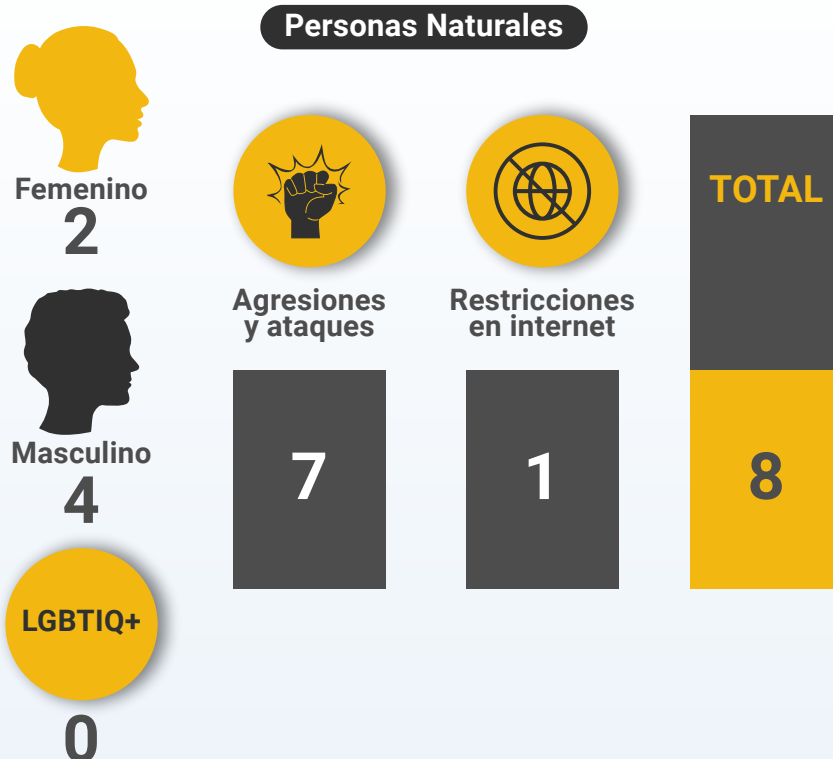 Personas Naturales
Femenino
2
Masculino
4
LGBTIQ+
0
Agresiones
y ataques
7
Restricciones
en internet
1
TOTAL
8